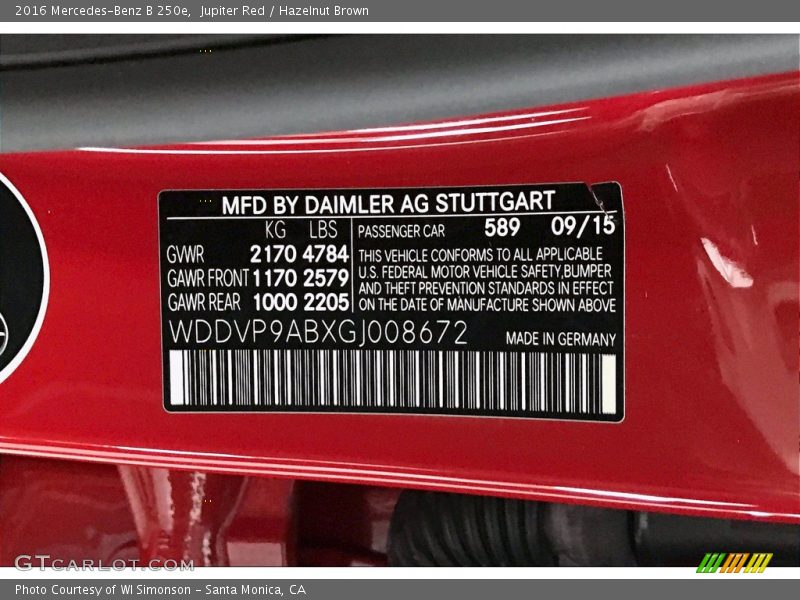 2016 Mercedes-Benz B 250e, Jupiter Red / Hazelnut Brown
MFD BY DAIMLER AG STUTTGART
KG LBS
GVWR 2170 4784
GAWR FRONT 1170 2579
GAWR REAR 1000 2205
PASSENGER CAR 589 09/15
THIS VEHICLE CONFORMS TO ALL APPLICABLE
U.S. FEDERAL MOTOR VEHICLE SAFETY,BUMPER
AND THEFT PREVENTION STANDARDS IN EFFECT
ON THE DATE OF MANUFACTURE SHOWN ABOVE
WDDVP9ABXGJ008672 MADE IN GERMANY
GTCARLOT.COM
Photo Courtesy of WI Simonson – Santa Monica, CA